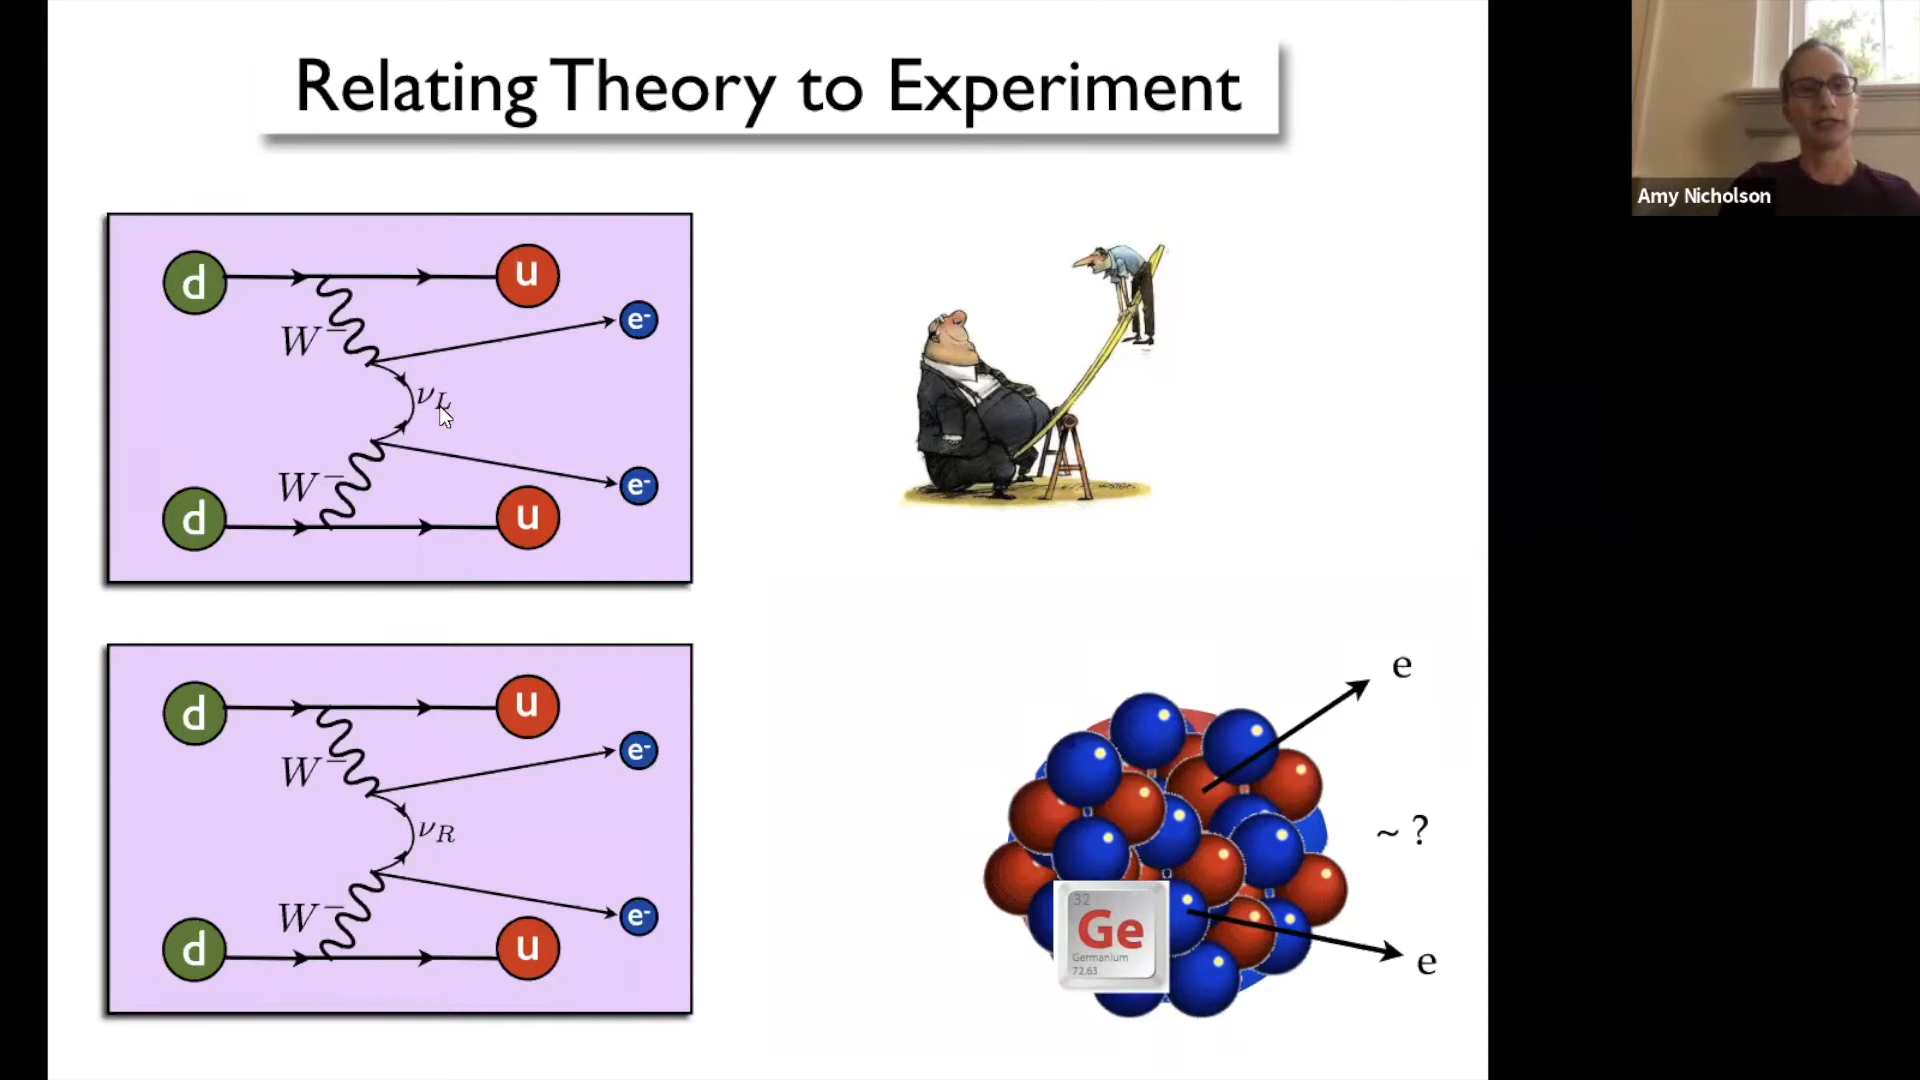 Relating Theory to Experiment
Amy Nicholson
d
u
W⁻
e-
νL
W⁻
e-
d
u
d
u
W⁻
e-
νR
W⁻
e-
d
u
e
~ ?
32
Ge
Germanium
72.63
e